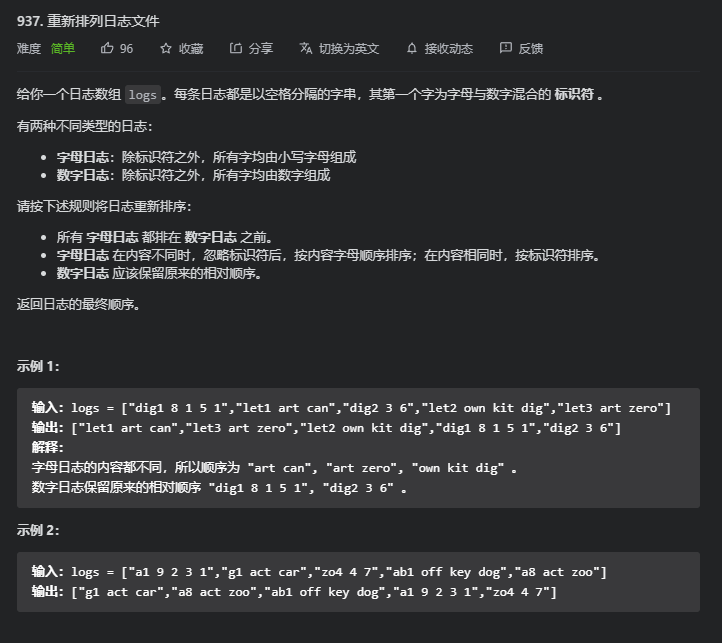 937. 重新排列日志文件
难度 简单 96 收藏 分享 切换为英文 接收动态 反馈
给你一个日志数组 logs。每条日志都是以空格分隔的字串，其第一个字为字母与数字混合的 标识符 。
有两种不同类型的日志：
字母日志：除标识符之外，所有字均由小写字母组成
数字日志：除标识符之外，所有字均由数字组成
请按下述规则将日志重新排序：
所有 字母日志 都排在 数字日志 之前。
字母日志 在内容不同时，忽略标识符后，按内容字母顺序排序；在内容相同时，按标识符排序。
数字日志 应该保留原来的相对顺序。
返回日志的最终顺序。
示例 1：
输入：logs = ["dig1 8 1 5 1","let1 art can","dig2 3 6","let2 own kit dig","let3 art zero"]
输出：["let1 art can","let3 art zero","let2 own kit dig","dig1 8 1 5 1","dig2 3 6"]
解释：
字母日志的内容都不同，所以顺序为 "art can", "art zero", "own kit dig" 。
数字日志保留原来的相对顺序 "dig1 8 1 5 1", "dig2 3 6" 。
示例 2：
输入：logs = ["a1 9 2 3 1","g1 act car","zo4 4 7","ab1 off key dog","a8 act zoo"]
输出：["g1 act car","a8 act zoo","ab1 off key dog","a1 9 2 3 1","zo4 4 7"]